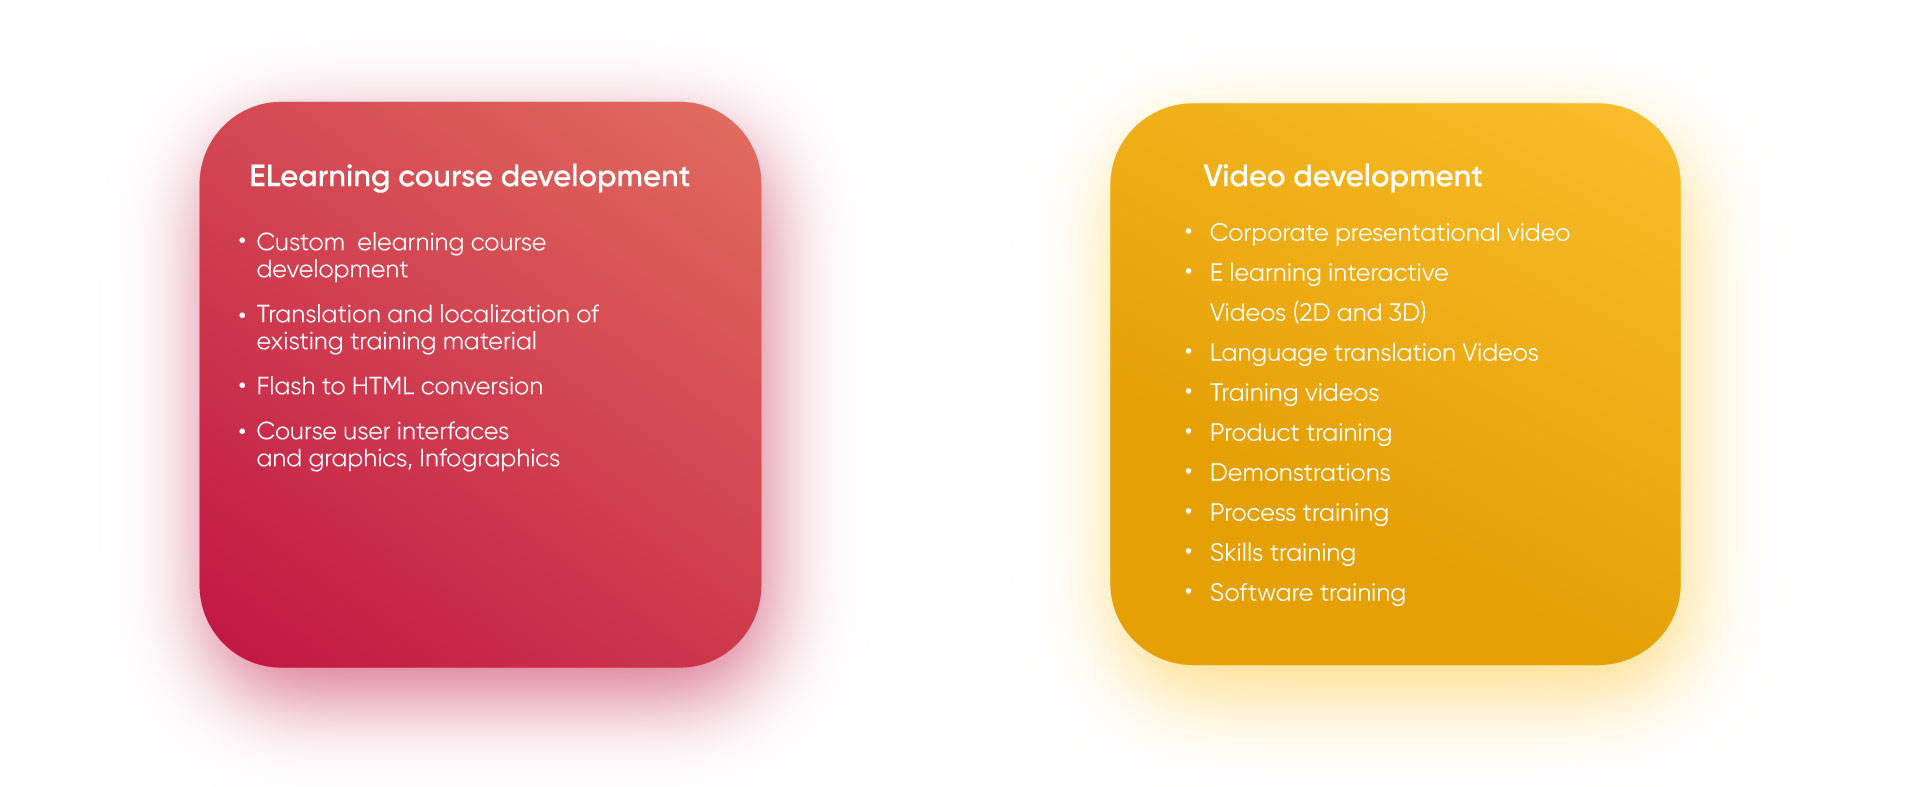 ELearning course development
• Custom  elearning course
development
• Translation and localization of
existing training material
• Flash to HTML conversion
• Course user interfaces
and graphics, Infographics
Video development
• Corporate presentational video
• E learning interactive
Videos (2D and 3D)
• Language translation Videos
• Training videos
• Product training
• Demonstrations
• Process training
• Skills training
• Software training